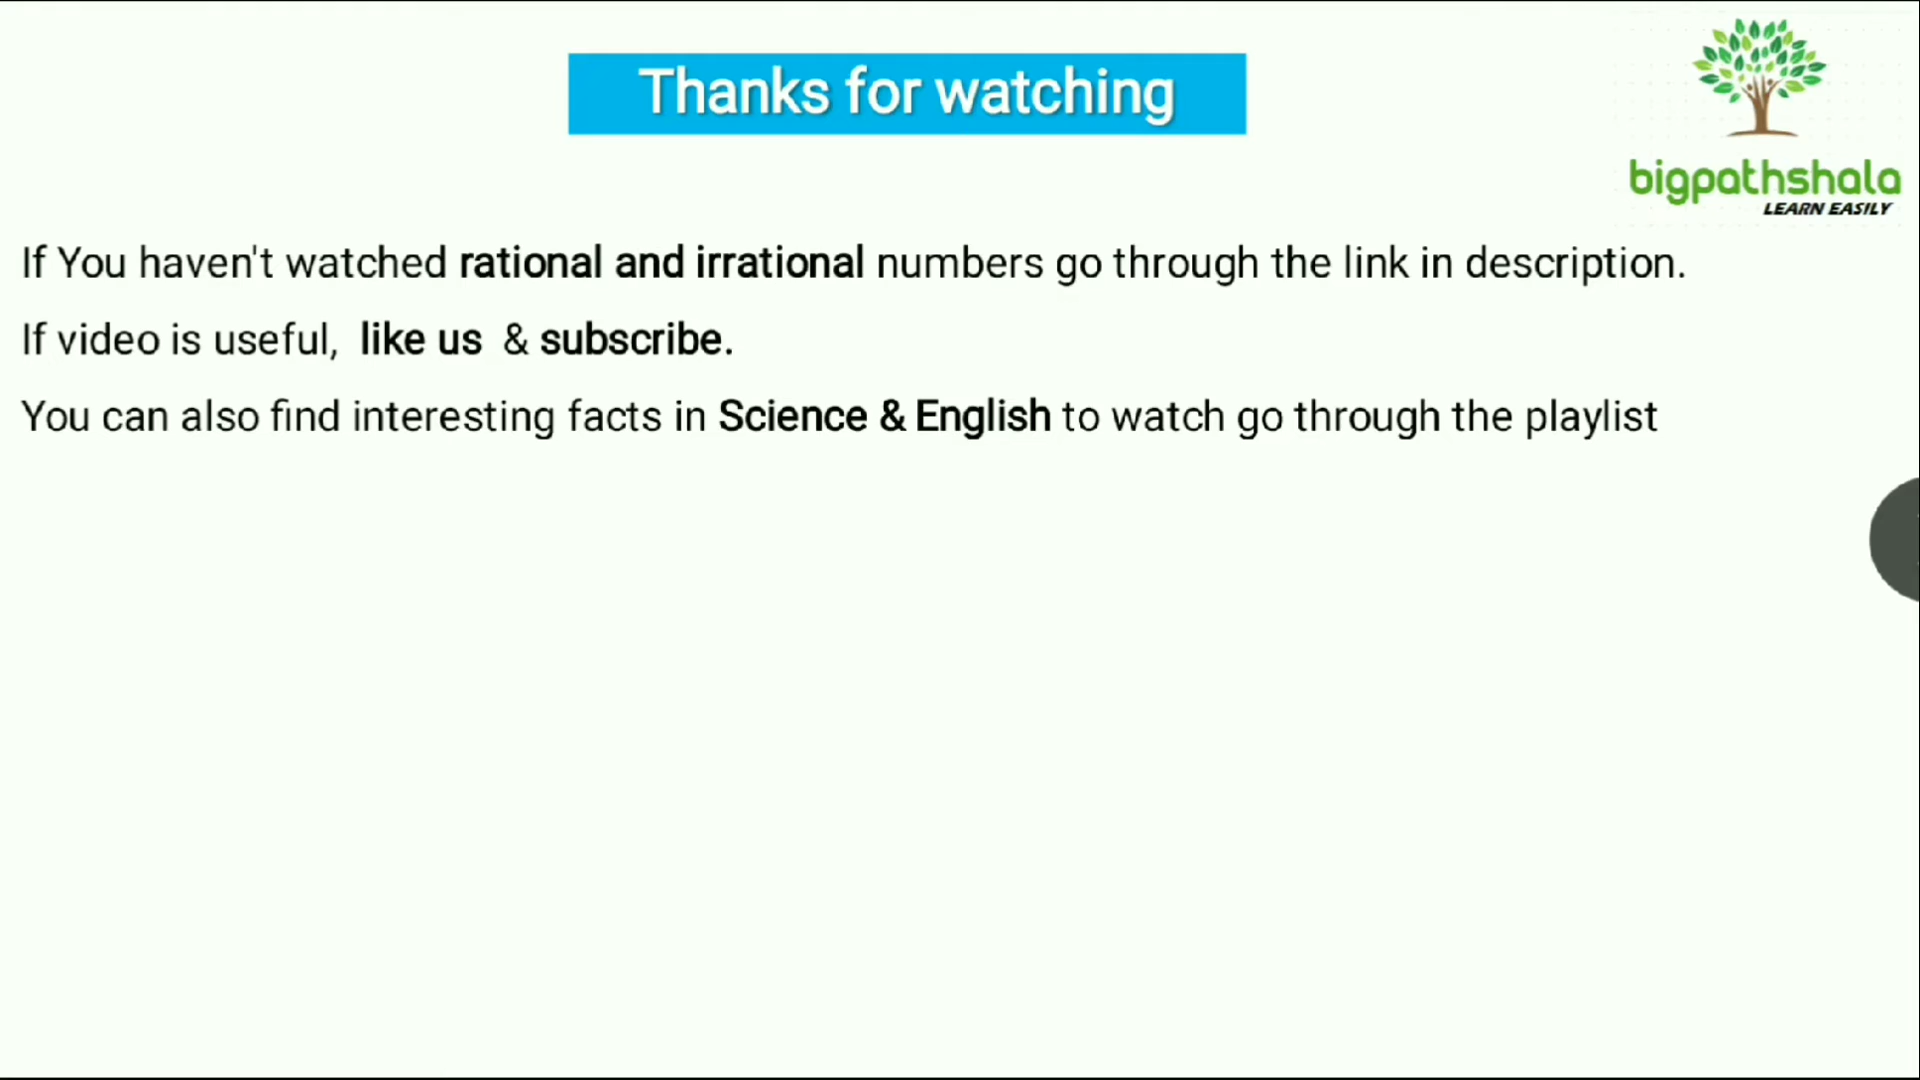 Thanks for watching
bigpathshala
LEARN EASILY
If You haven't watched rational and irrational numbers go through the link in description.
If video is useful, like us & subscribe.
You can also find interesting facts in Science & English to watch go through the playlist